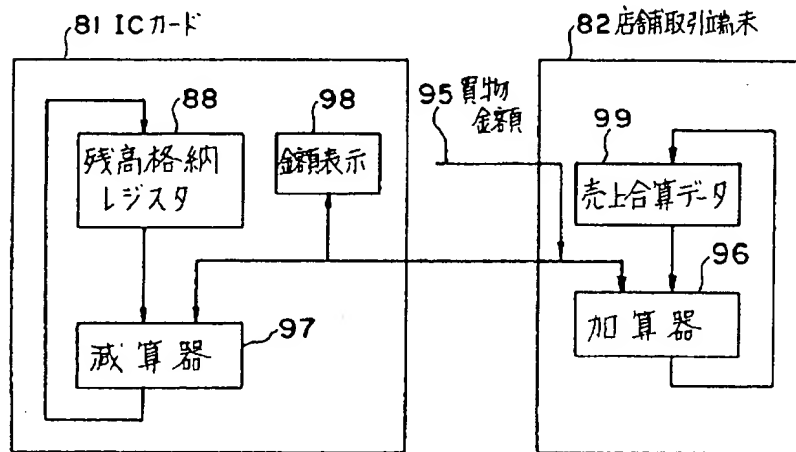 81 ICカード
82 店舗取引端末
88
98
95 買物
金額
99
残高格納
レジスタ
金額表示
売上合算データ
96
減算器
97
加算器